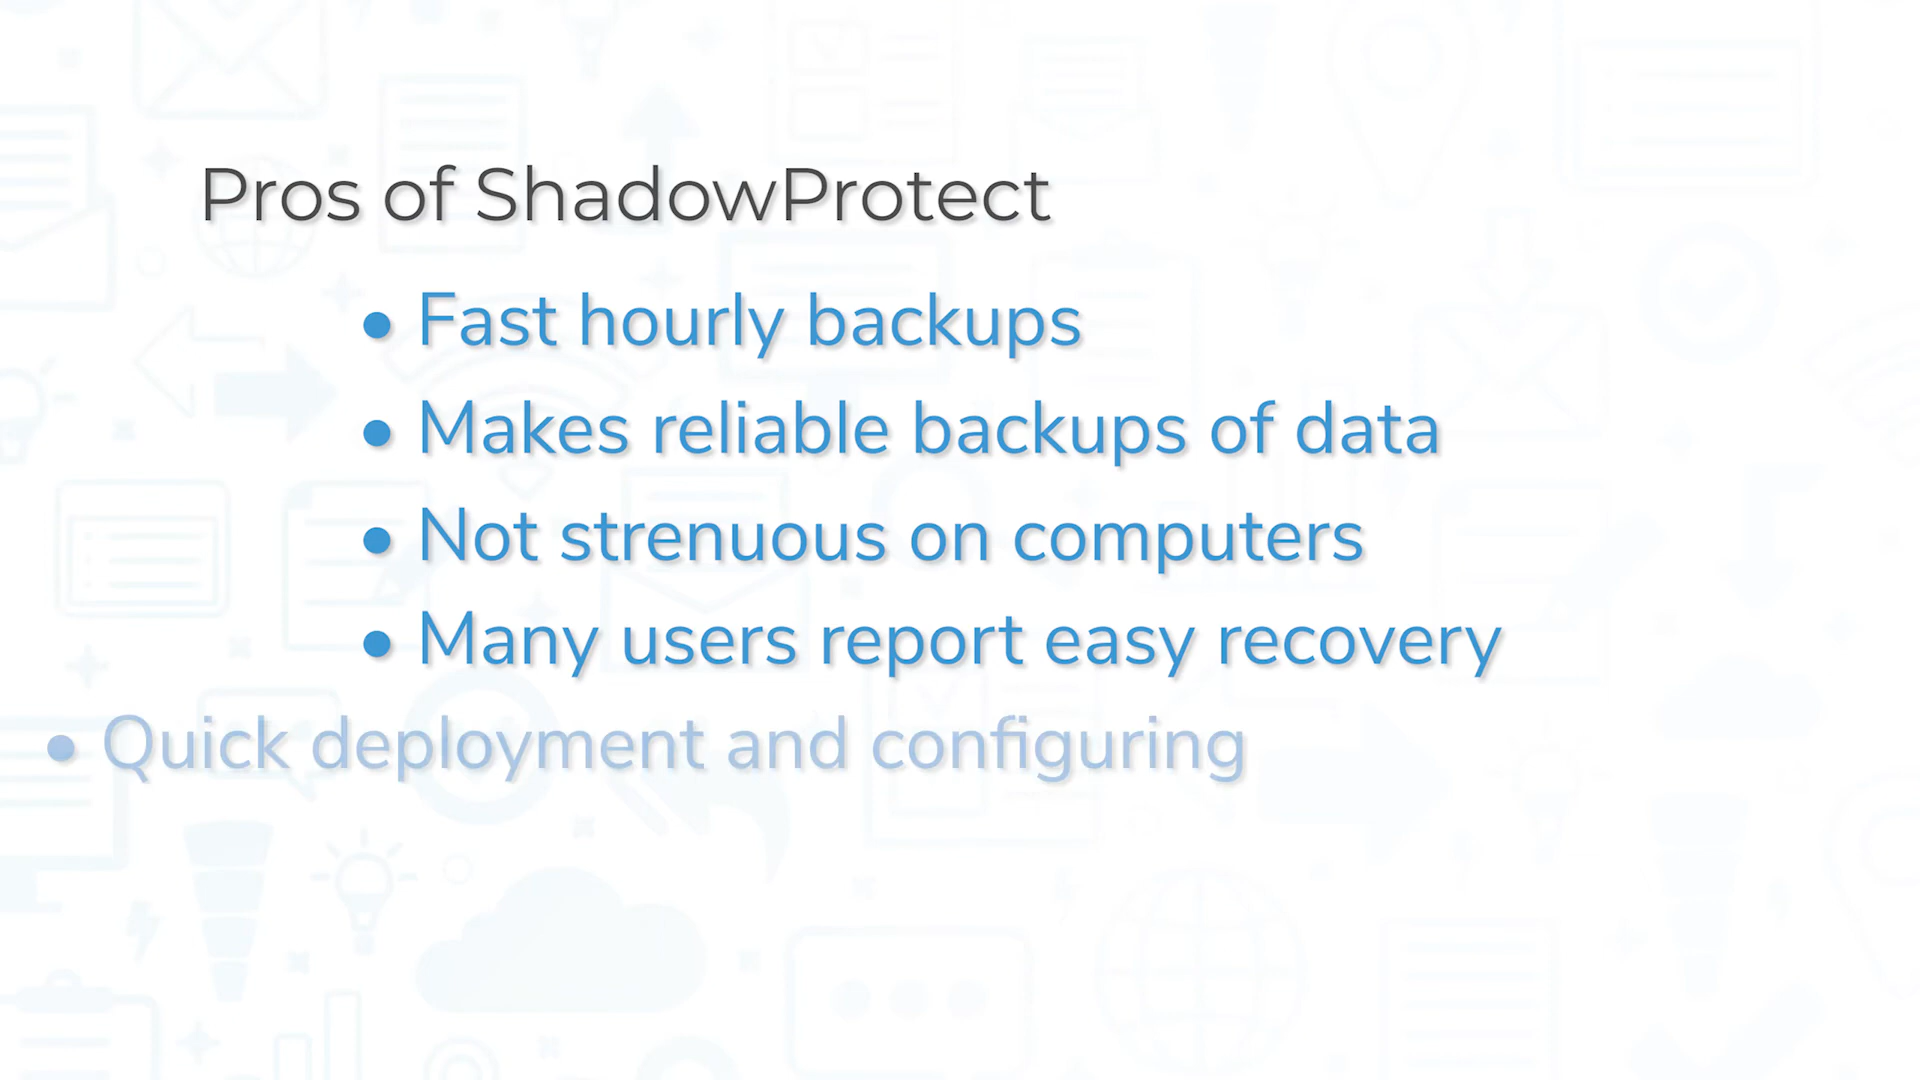 Pros of ShadowProtect
• Fast hourly backups
• Makes reliable backups of data
• Not strenuous on computers
• Many users report easy recovery
• Quick deployment and configuring